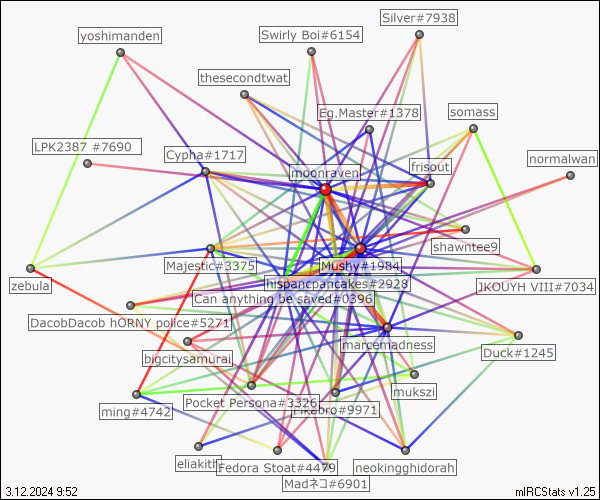 Silver#7938
Swirly Boi#6154
yoshimanden
thesecondtwat
Eg.Master#1378
somass
LPK2387 #7690
Cypha#1717
frisout
normalwan
moonraven
shawntee9
Majestic#3375
Mushy#1984
zebula
hispancpancakes#2928
JKOUYH VIII#7034
Can anything be saved#0396
DacobDacob hORNY police#5271
marcemadness
bigcitysamurai
Duck#1245
mukszi
Pocket Persona#3326
ming#4742
eliakith
Fedora Stoat#4479
neokingghidorah
Madネコ#6901
3.12.2024 9:52
mIRCStats v1.25